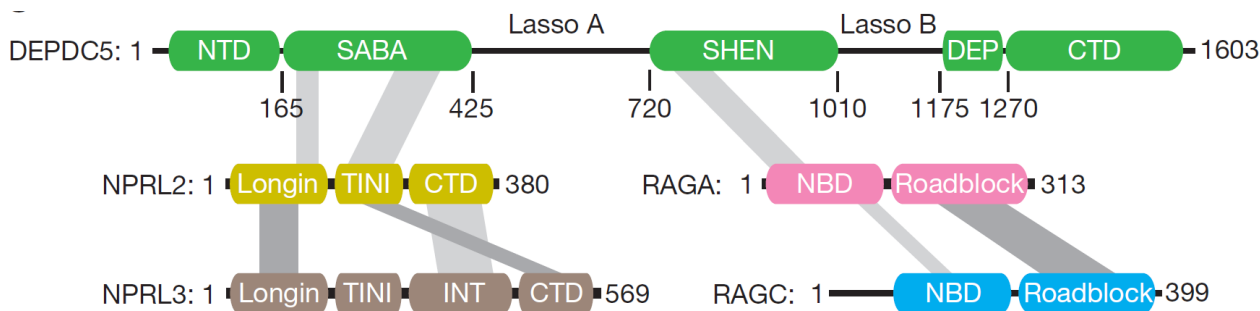 Lasso A Lasso B
DEPDC5: 1 NTD SABA SHEN DEP CTD 1603
165 425 720 1010 1175 1270
NPRL2: 1 Longin TINI CTD 380 RAGA: 1 NBD Roadblock 313
NPRL3: 1 Longin TINI INT CTD 569 RAGC: 1 NBD Roadblock 399